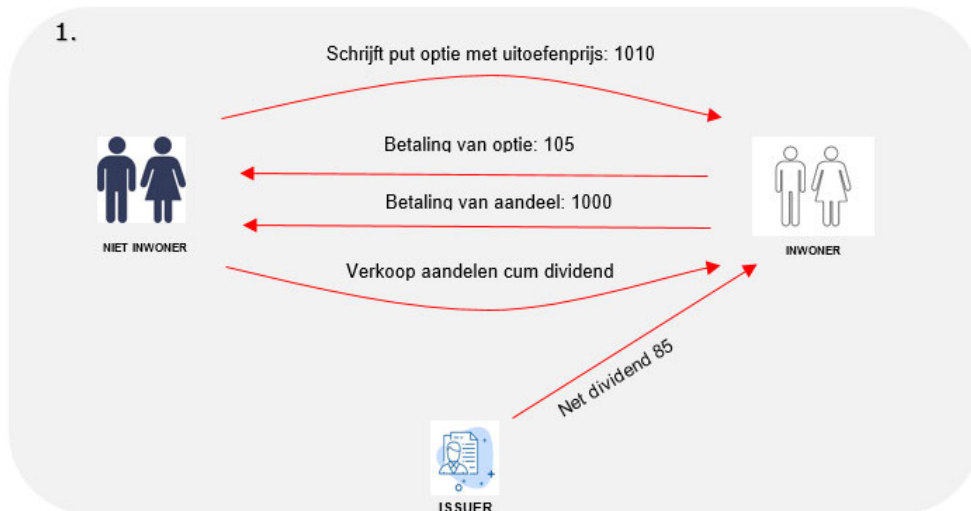 1.
Schrijft put optie met uitoefenprijs: 1010
Betaling van optie: 105
Betaling van aandeel: 1000
NIET INWONER
INWONER
Verkoop aandelen cum dividend
Net dividend 85
ISSUER